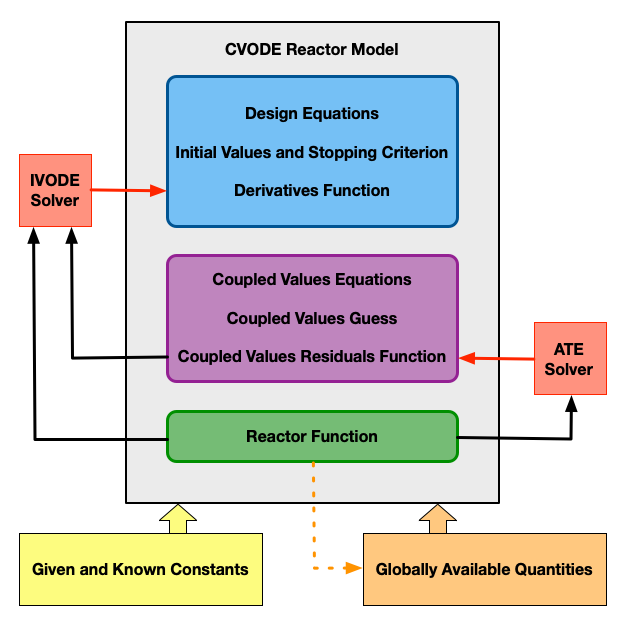 CVODE Reactor Model
Design Equations
Initial Values and Stopping Criterion
Derivatives Function
IVODE
Solver
Coupled Values Equations
Coupled Values Guess
Coupled Values Residuals Function
ATE
Solver
Reactor Function
Given and Known Constants
Globally Available Quantities